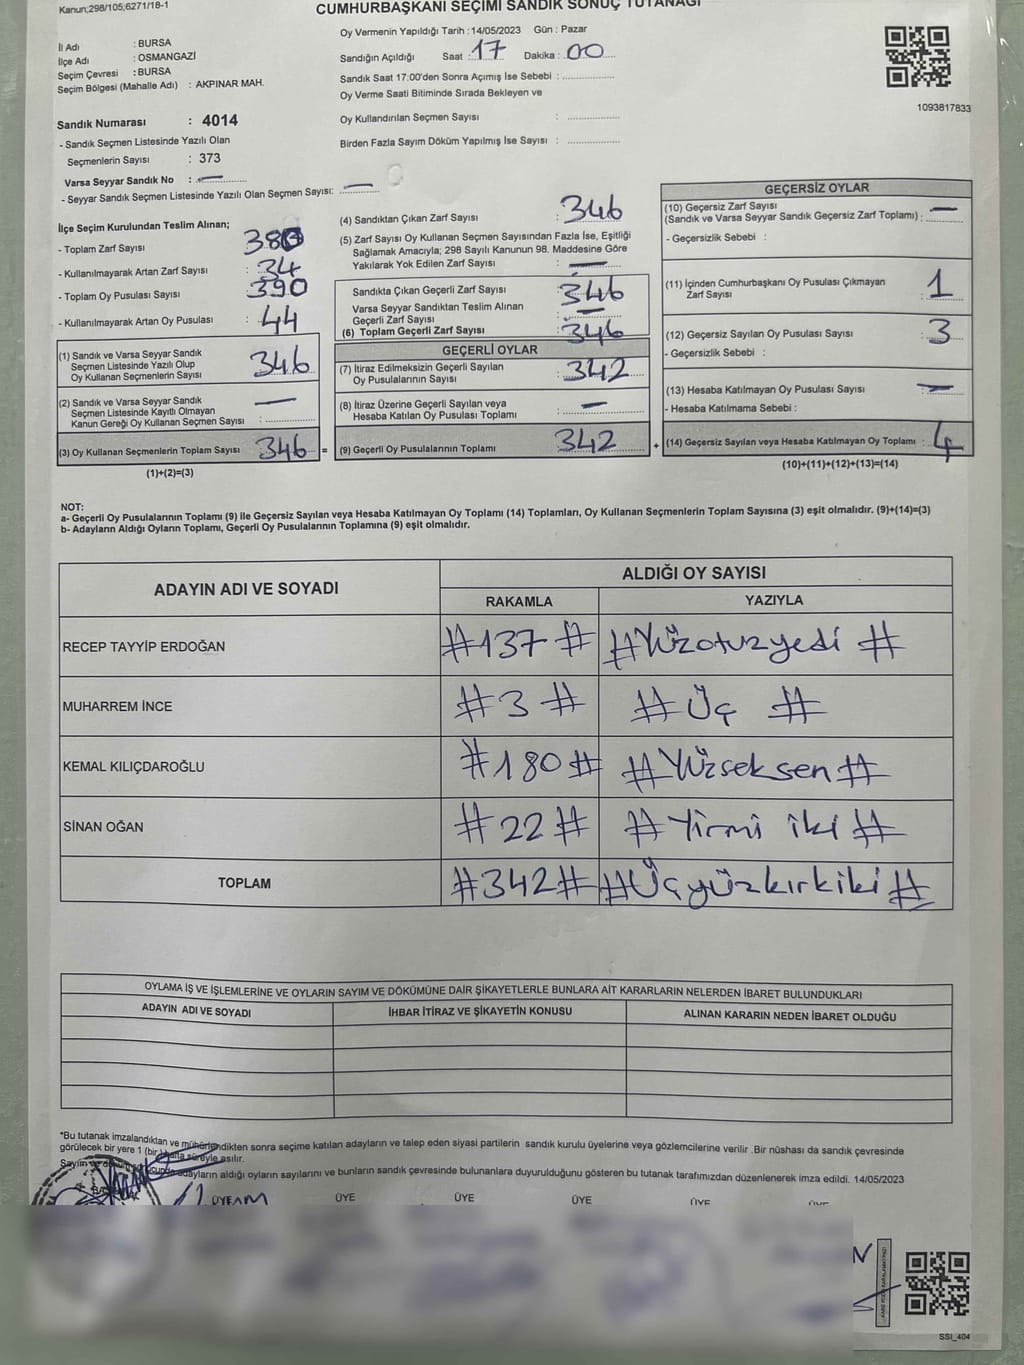 Kanun;298/105;6271/18-1
CUMHURBAŞKANI SEÇİMİ SANDIK SONUÇ TUTANAĞI
İl Adı : BURSA
İlçe Adı : OSMANGAZİ
Seçim Çevresi : BURSA
Seçim Bölgesi (Mahalle Adı) : AKPINAR MAH.
Oy Vermenin Yapıldığı Tarih : 14/05/2023 Gün : Pazar
Sandığın Açıldığı Saat : 17 Dakika : 00
Sandık Saat 17:00'den Sonra Açımış İse Sebebi :
Oy Verme Saati Bitiminde Sırada Bekleyen ve
Oy Kullandırılan Seçmen Sayısı :
Birden Fazla Sayım Döküm Yapılmış İse Sayısı :
1093817833
Sandık Numarası : 4014
- Sandık Seçmen Listesinde Yazılı Olan
Seçmenlerin Sayısı : 373
Varsa Seyyar Sandık No : —
- Seyyar Sandık Seçmen Listesinde Yazılı Olan Seçmen Sayısı: —
İlçe Seçim Kurulundan Teslim Alınan;
- Toplam Zarf Sayısı
- Kullanılmayarak Artan Zarf Sayısı : 34
- Toplam Oy Pusulası Sayısı : 390
- Kullanılmayarak Artan Oy Pusulası : 44
(1) Sandık ve Varsa Seyyar Sandık
Seçmen Listesinde Yazılı Olup
Oy Kullanan Seçmenlerin Sayısı : 346
(2) Sandık ve Varsa Seyyar Sandık
Seçmen Listesinde Kayıtlı Olmayan
Kanun Gereği Oy Kullanan Seçmen Sayısı : —
(3) Oy Kullanan Seçmenlerin Toplam Sayısı : 346 =
(1)+(2)=(3)
(4) Sandıktan Çıkan Zarf Sayısı : 346
(5) Zarf Sayısı Oy Kullanan Seçmen Sayısından Fazla İse, Eşitliği
Sağlamak Amacıyla; 298 Sayılı Kanunun 98. Maddesine Göre
Yakılarak Yok Edilen Zarf Sayısı : —
Sandıkta Çıkan Geçerli Zarf Sayısı : 346
Varsa Seyyar Sandıktan Teslim Alınan
Geçerli Zarf Sayısı : —
(6) Toplam Geçerli Zarf Sayısı : 346
GEÇERLİ OYLAR
(7) İtiraz Edilmeksizin Geçerli Sayılan
Oy Pusulalarının Sayısı : 342
(8) İtiraz Üzerine Geçerli Sayılan veya
Hesaba Katılan Oy Pusulası Toplamı : —
(9) Geçerli Oy Pusulalarının Toplamı : 342 +
GEÇERSİZ OYLAR
(10) Geçersiz Zarf Sayısı
(Sandık ve Varsa Seyyar Sandık Geçersiz Zarf Toplamı) : —
- Geçersizlik Sebebi :
(11) İçinden Cumhurbaşkanı Oy Pusulası Çıkmayan
Zarf Sayısı : 1
(12) Geçersiz Sayılan Oy Pusulası Sayısı : 3
- Geçersizlik Sebebi :
(13) Hesaba Katılmayan Oy Pusulası Sayısı : —
- Hesaba Katılmama Sebebi :
(14) Geçersiz Sayılan veya Hesaba Katılmayan Oy Toplamı : 4
(10)+(11)+(12)+(13)=(14)
NOT:
a- Geçerli Oy Pusulalarının Toplamı (9) ile Geçersiz Sayılan veya Hesaba Katılmayan Oy Toplamı (14) Toplamları, Oy Kullanan Seçmenlerin Toplam Sayısına (3) eşit olmalıdır. (9)+(14)=(3)
b- Adayların Aldığı Oyların Toplamı, Geçerli Oy Pusulalarının Toplamına (9) eşit olmalıdır.
ADAYIN ADI VE SOYADI ALDIĞI OY SAYISI
RAKAMLA YAZIYLA
RECEP TAYYİP ERDOĞAN #137# #Yüzotuzyedi#
MUHARREM İNCE #3# #Üç#
KEMAL KILIÇDAROĞLU #180# #Yüzseksen#
SİNAN OĞAN #22# #Yirmi iki#
TOPLAM #342# #Üçyüzkırkiki#
OYLAMA İŞ VE İŞLEMLERİNE VE OYLARIN SAYIM VE DÖKÜMÜNE DAİR ŞİKAYETLERLE BUNLARA AİT KARARLARIN NELERDEN İBARET BULUNDUKLARI
ADAYIN ADI VE SOYADI İHBAR İTİRAZ VE ŞİKAYETİN KONUSU ALINAN KARARIN NEDEN İBARET OLDUĞU
*Bu tutanak imzalandıktan ve mühürlendikten sonra seçime katılan adayların ve talep eden siyasi partilerin sandık kurulu üyelerine veya gözlemcilerine verilir .Bir nüshası da sandık çevresinde
görülecek bir yere 1 (bir) hafta süreyle asılır.
adayların aldığı oyların sayılarını ve bunların sandık çevresinde bulunanlara duyurulduğunu gösteren bu tutanak tarafımızdan düzenlenerek imza edildi. 14/05/2023
ÜYE ÜYE ÜYE ÜYE
SSI_404